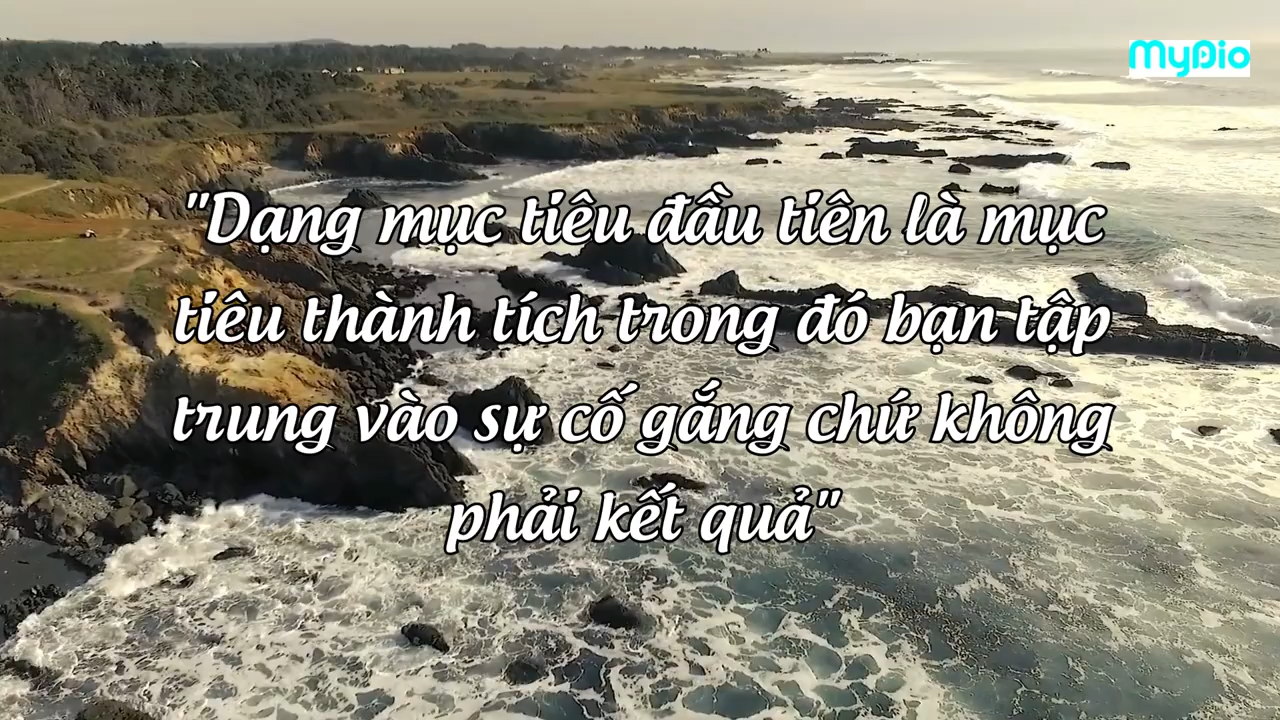 MyDio
"Dạng mục tiêu đầu tiên là mục
tiêu thành tích trong đó bạn tập
trung vào sự cố gắng chứ không
phải kết quả"